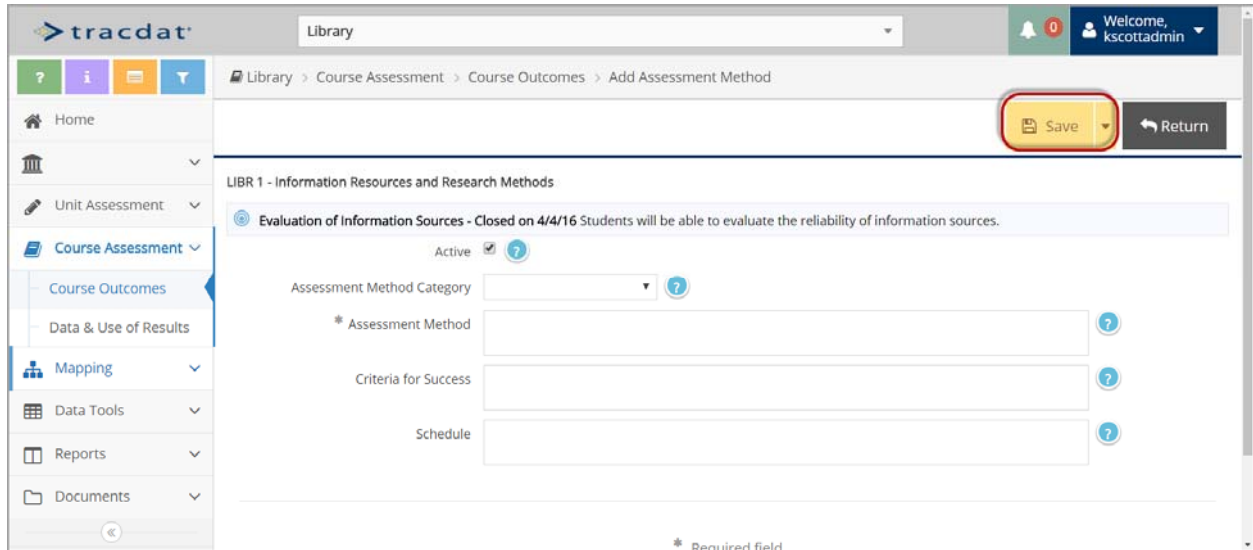 tracdat
Library
0
Welcome,
kscottadmin
?
i
Library > Course Assessment > Course Outcomes > Add Assessment Method
Home
Save
Return
Unit Assessment
Course Assessment
Course Outcomes
Data & Use of Results
Mapping
Data Tools
Reports
Documents
LIBR 1 - Information Resources and Research Methods
Evaluation of Information Sources - Closed on 4/4/16 Students will be able to evaluate the reliability of information sources.
Active ?
Assessment Method Category ?
* Assessment Method ?
Criteria for Success ?
Schedule ?
* Required field